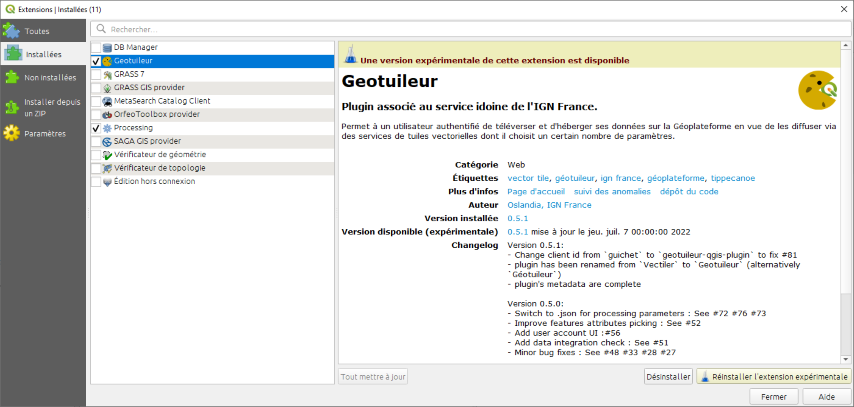 Extensions | Installées (11)
Toutes
Installées
Non installées
Installer depuis
un ZIP
Paramètres
Rechercher...
DB Manager
Geotuileur
GRASS 7
GRASS GIS provider
MetaSearch Catalog Client
OrfeoToolbox provider
Processing
SAGA GIS provider
Vérificateur de géométrie
Vérificateur de topologie
Édition hors connexion
Une version expérimentale de cette extension est disponible
Geotuileur
Plugin associé au service idoine de l'IGN France.
Permet à un utilisateur authentifié de téléverser et d'héberger ses données sur la Géoplateforme en vue de les diffuser via
des services de tuiles vectorielles dont il choisit un certain nombre de paramètres.
Catégorie Web
Étiquettes vector tile, géotuileur, ign france, géoplateforme, tippecanoe
Plus d'infos Page d'accueil suivi des anomalies dépôt du code
Auteur Oslandia, IGN France
Version installée 0.5.1
Version disponible (expérimentale) 0.5.1 mise à jour le jeu. juil. 7 00:00:00 2022
Changelog Version 0.5.1:
- Change client id from `guichet` to `geotuileur-qgis-plugin` to fix #81
- plugin has been renamed from `Vectiler` to `Geotuileur` (alternatively
`Géotuileur`)
- plugin's metadata are complete
Version 0.5.0:
- Switch to .json for processing parameters : See #72 #76 #73
- Improve features attributes picking : See #52
- Add user account UI :#56
- Add data integration check : See #51
- Minor bug fixes : See #48 #33 #28 #27
Tout mettre à jour
Désinstaller
Réinstaller l'extension expérimentale
Fermer
Aide